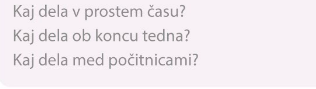 Kaj dela v prostem času?
Kaj dela ob koncu tedna?
Kaj dela med počitnicami?